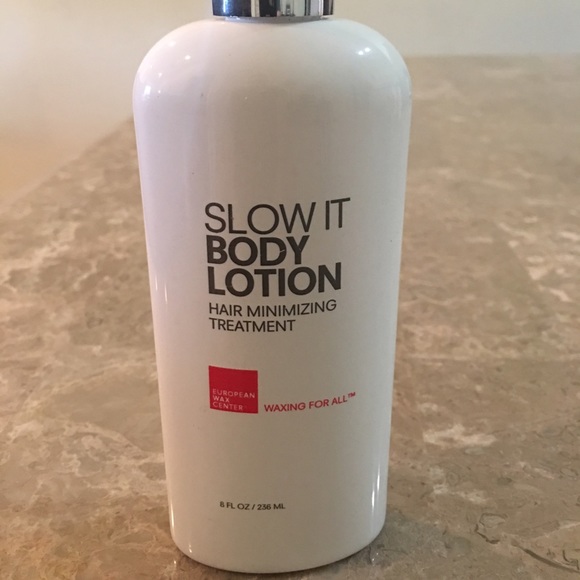 SLOW IT
BODY
LOTION
HAIR MINIMIZING
TREATMENT
EUROPEAN
WAX
CENTER
WAXING FOR ALL™
8 FL OZ / 236 ML